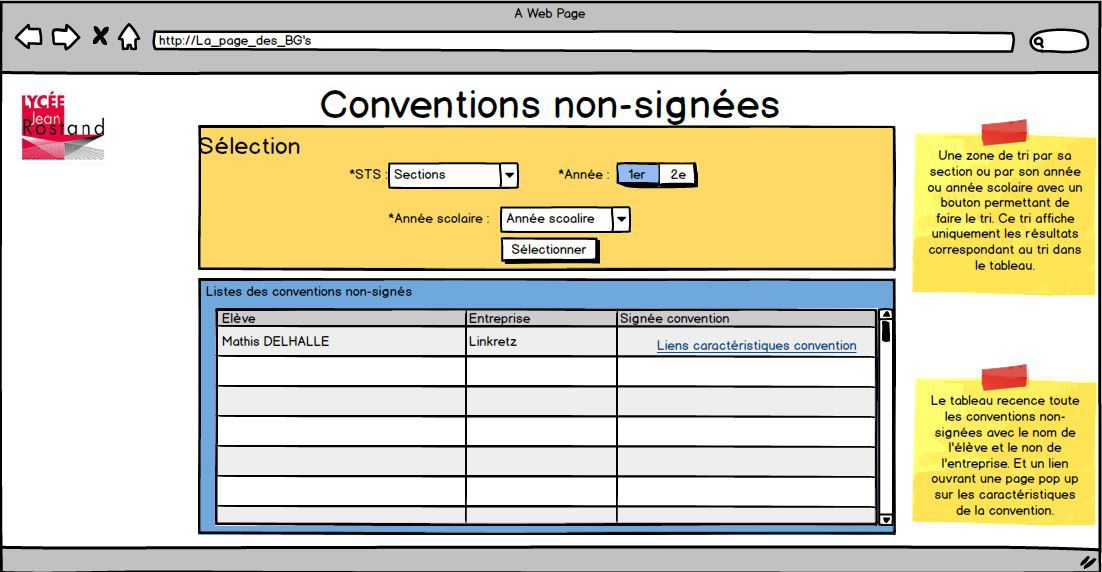 A Web Page
http://La_page_des_BG's
LYCÉE
Jean
Rostand
Conventions non-signées
Sélection
*STS : Sections
*Année : 1er 2e
*Année scolaire : Année scoalire
Sélectionner
Listes des conventions non-signés
Elève Entreprise Signée convention
Mathis DELHALLE Linkretz Liens caractéristiques convention
Une zone de tri par sa
section ou par son année
ou année scolaire avec un
bouton permettant de
faire le tri. Ce tri affiche
uniquement les résultats
correspondant au tri dans
le tableau.
Le tableau recence toute
les conventions non-
signées avec le nom de
l'élève et le non de
l'entreprise. Et un lien
ouvrant une page pop up
sur les caractéristiques
de la convention.